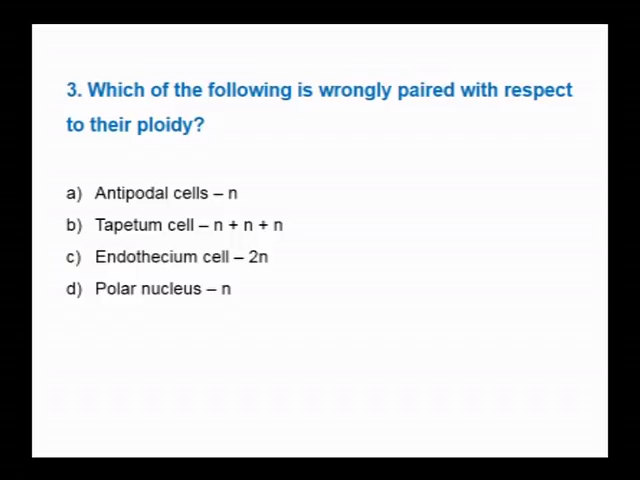 3. Which of the following is wrongly paired with respect
to their ploidy?
a) Antipodal cells – n
b) Tapetum cell – n + n + n
c) Endothecium cell – 2n
d) Polar nucleus – n